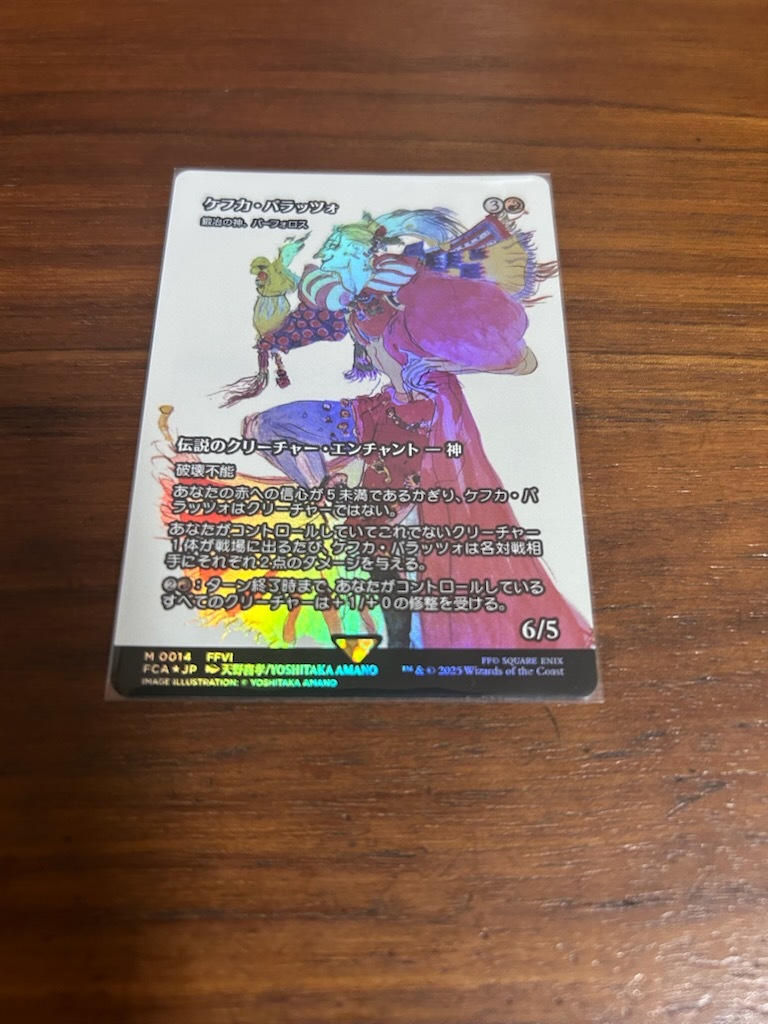 ケフカ・パラッツォ
3
鍛冶の神、パーフォロス
伝説のクリーチャー・エンチャント — 神
破壊不能
あなたの赤への信心が5未満であるかぎり、ケフカ・パ
ラッツォはクリーチャーではない。
あなたがコントロールしていてこれでないクリーチャー
1体が戦場に出るたび、ケフカ・パラッツォは各対戦相
手にそれぞれ2点のダメージを与える。
2：ターン終了時まで、あなたがコントロールしている
すべてのクリーチャーは+1/+0の修整を受ける。
6/5
M 0014 FFVI
FCA★JP 天野喜孝/YOSHITAKA AMANO
IMAGE ILLUSTRATION: © YOSHITAKA AMANO
FF© SQUARE ENIX
™ & © 2025 Wizards of the Coast